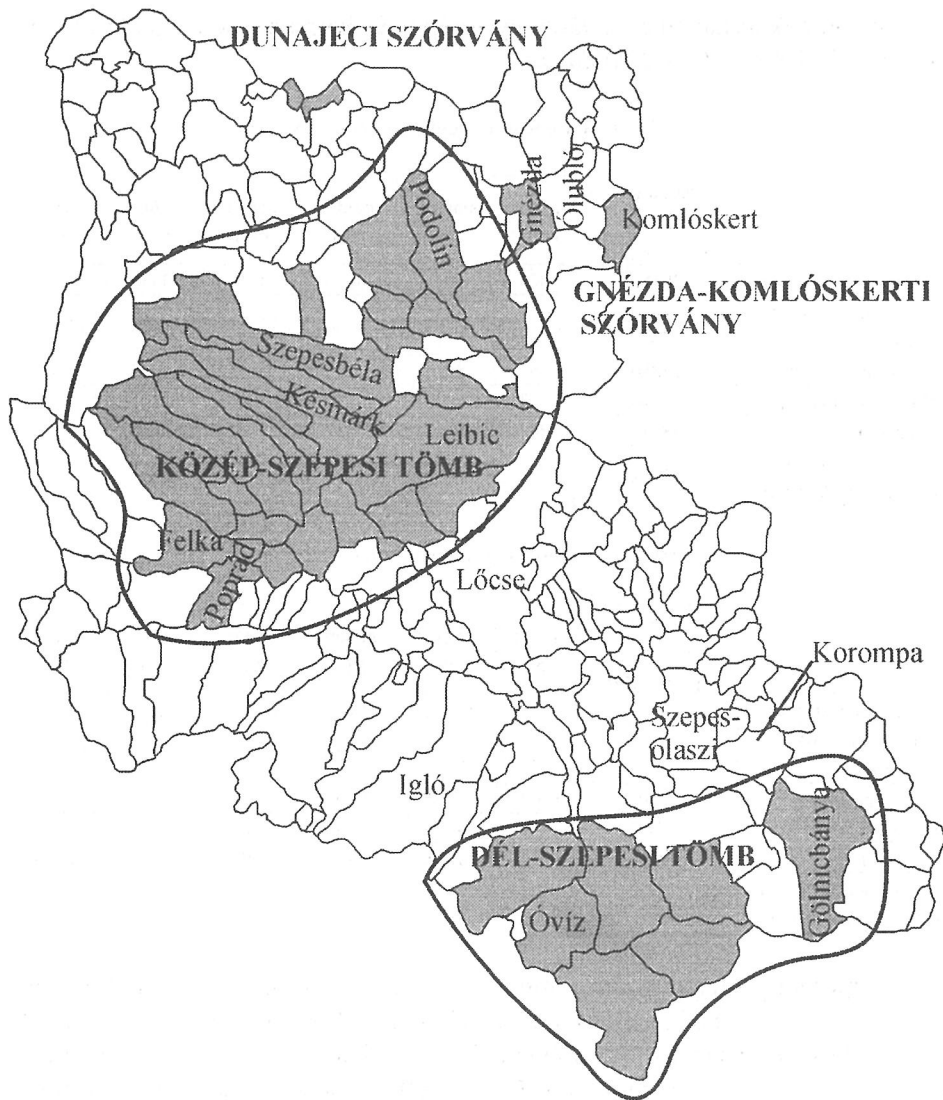 DUNAJECI SZÓRVÁNY
Podolin
Gnézda
Ólubló
Komlóskert
GNÉZDA-KOMLÓSKERTI
SZÓRVÁNY
Szepesbéla
Késmárk
Leibic
KÖZÉP-SZEPESI TÖMB
Felka
Poprád
Lőcse
Korompa
Szepes-
olaszi
Igló
Gölnicbánya
DÉL-SZEPESI TÖMB
Óvíz